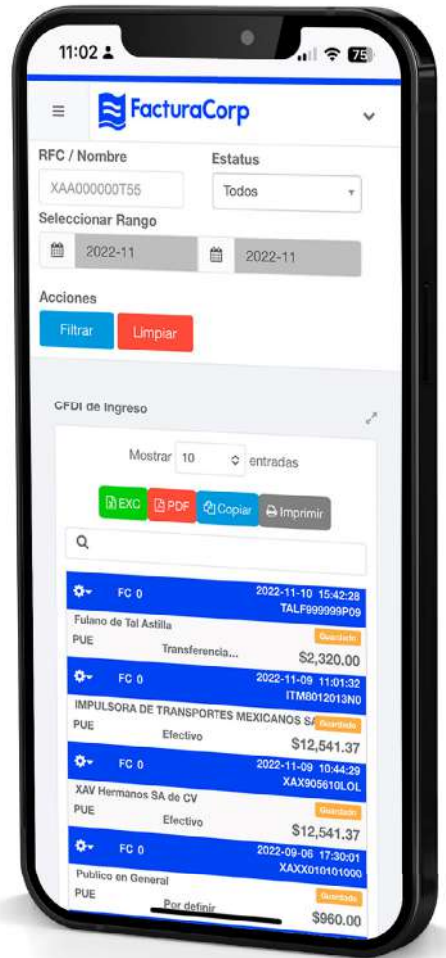 11:02
75
FacturaCorp
RFC / Nombre
Estatus
XAA000000T55
Todos
Seleccionar Rango
2022-11
2022-11
Acciones
Filtrar
Limpiar
CFDI de Ingreso
Mostrar 10 entradas
EXC
PDF
Copiar
Imprimir
FC 0
2022-11-10 15:42:28
TALF999999P09
Fulano de Tal Astilla
Guardado
PUE
Transferencia...
$2,320.00
FC 0
2022-11-09 11:01:32
ITM8012013N0
IMPULSORA DE TRANSPORTES MEXICANOS SA
Guardado
PUE
Efectivo
$12,541.37
FC 0
2022-11-09 10:44:29
XAX905610LOL
XAV Hermanos SA de CV
Guardado
PUE
Efectivo
$12,541.37
FC 0
2022-09-06 17:30:01
XAXX010101000
Publico en General
Guardado
PUE
Por definir
$960.00